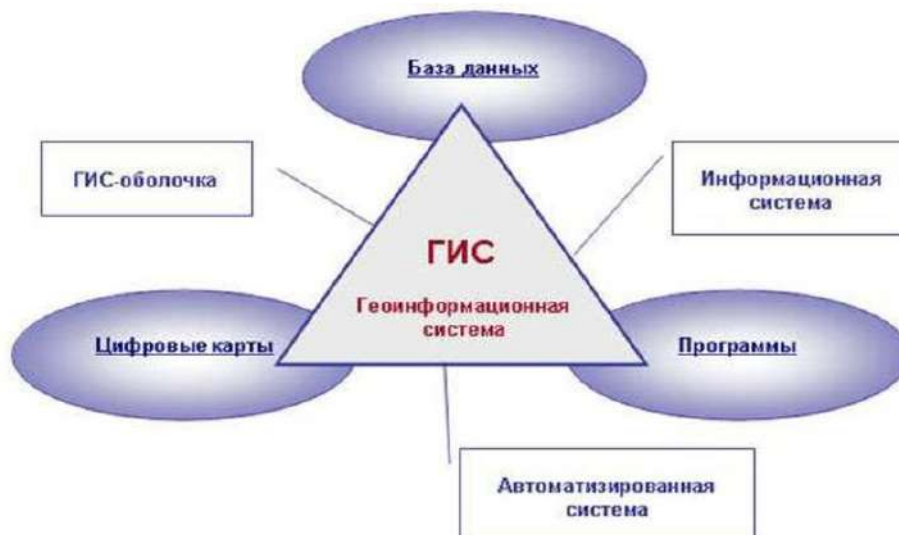 База данных
ГИС-оболочка
Информационная
система
ГИС
Геоинформационная
система
Цифровые карты
Программы
Автоматизированная
система